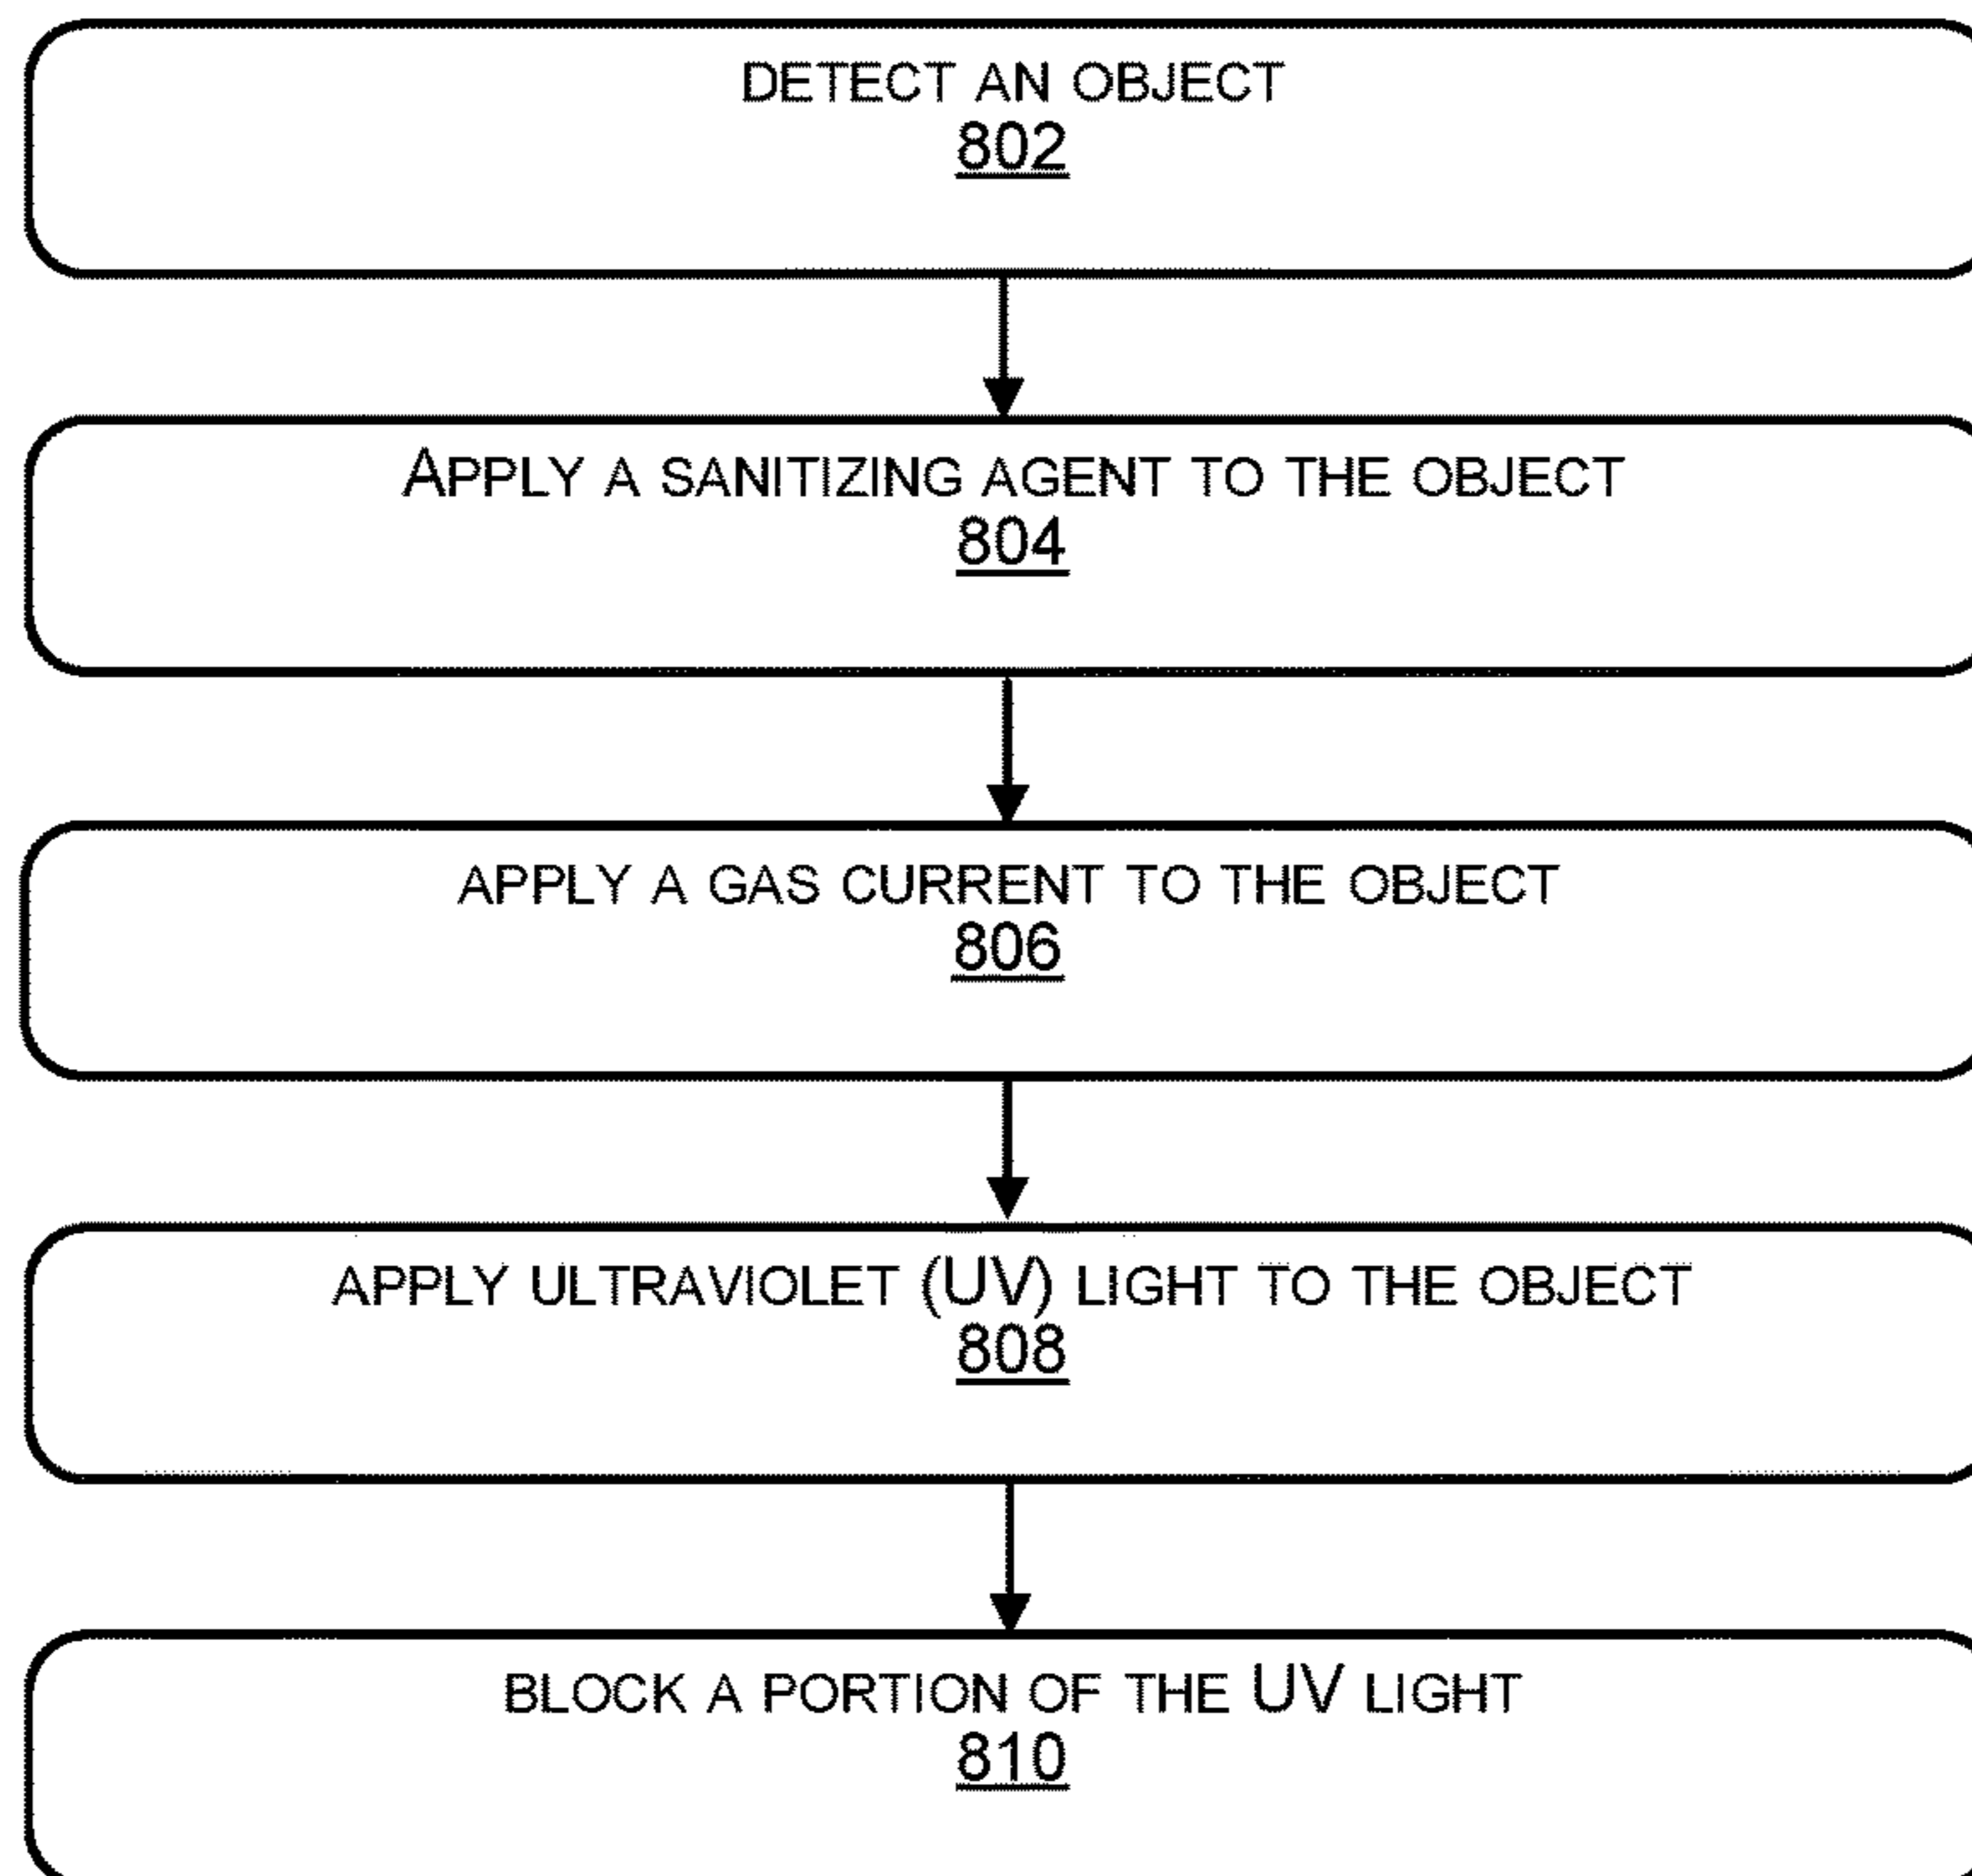 DETECT AN OBJECT
802
APPLY A SANITIZING AGENT TO THE OBJECT
804
APPLY A GAS CURRENT TO THE OBJECT
806
APPLY ULTRAVIOLET (UV) LIGHT TO THE OBJECT
808
BLOCK A PORTION OF THE UV LIGHT
810